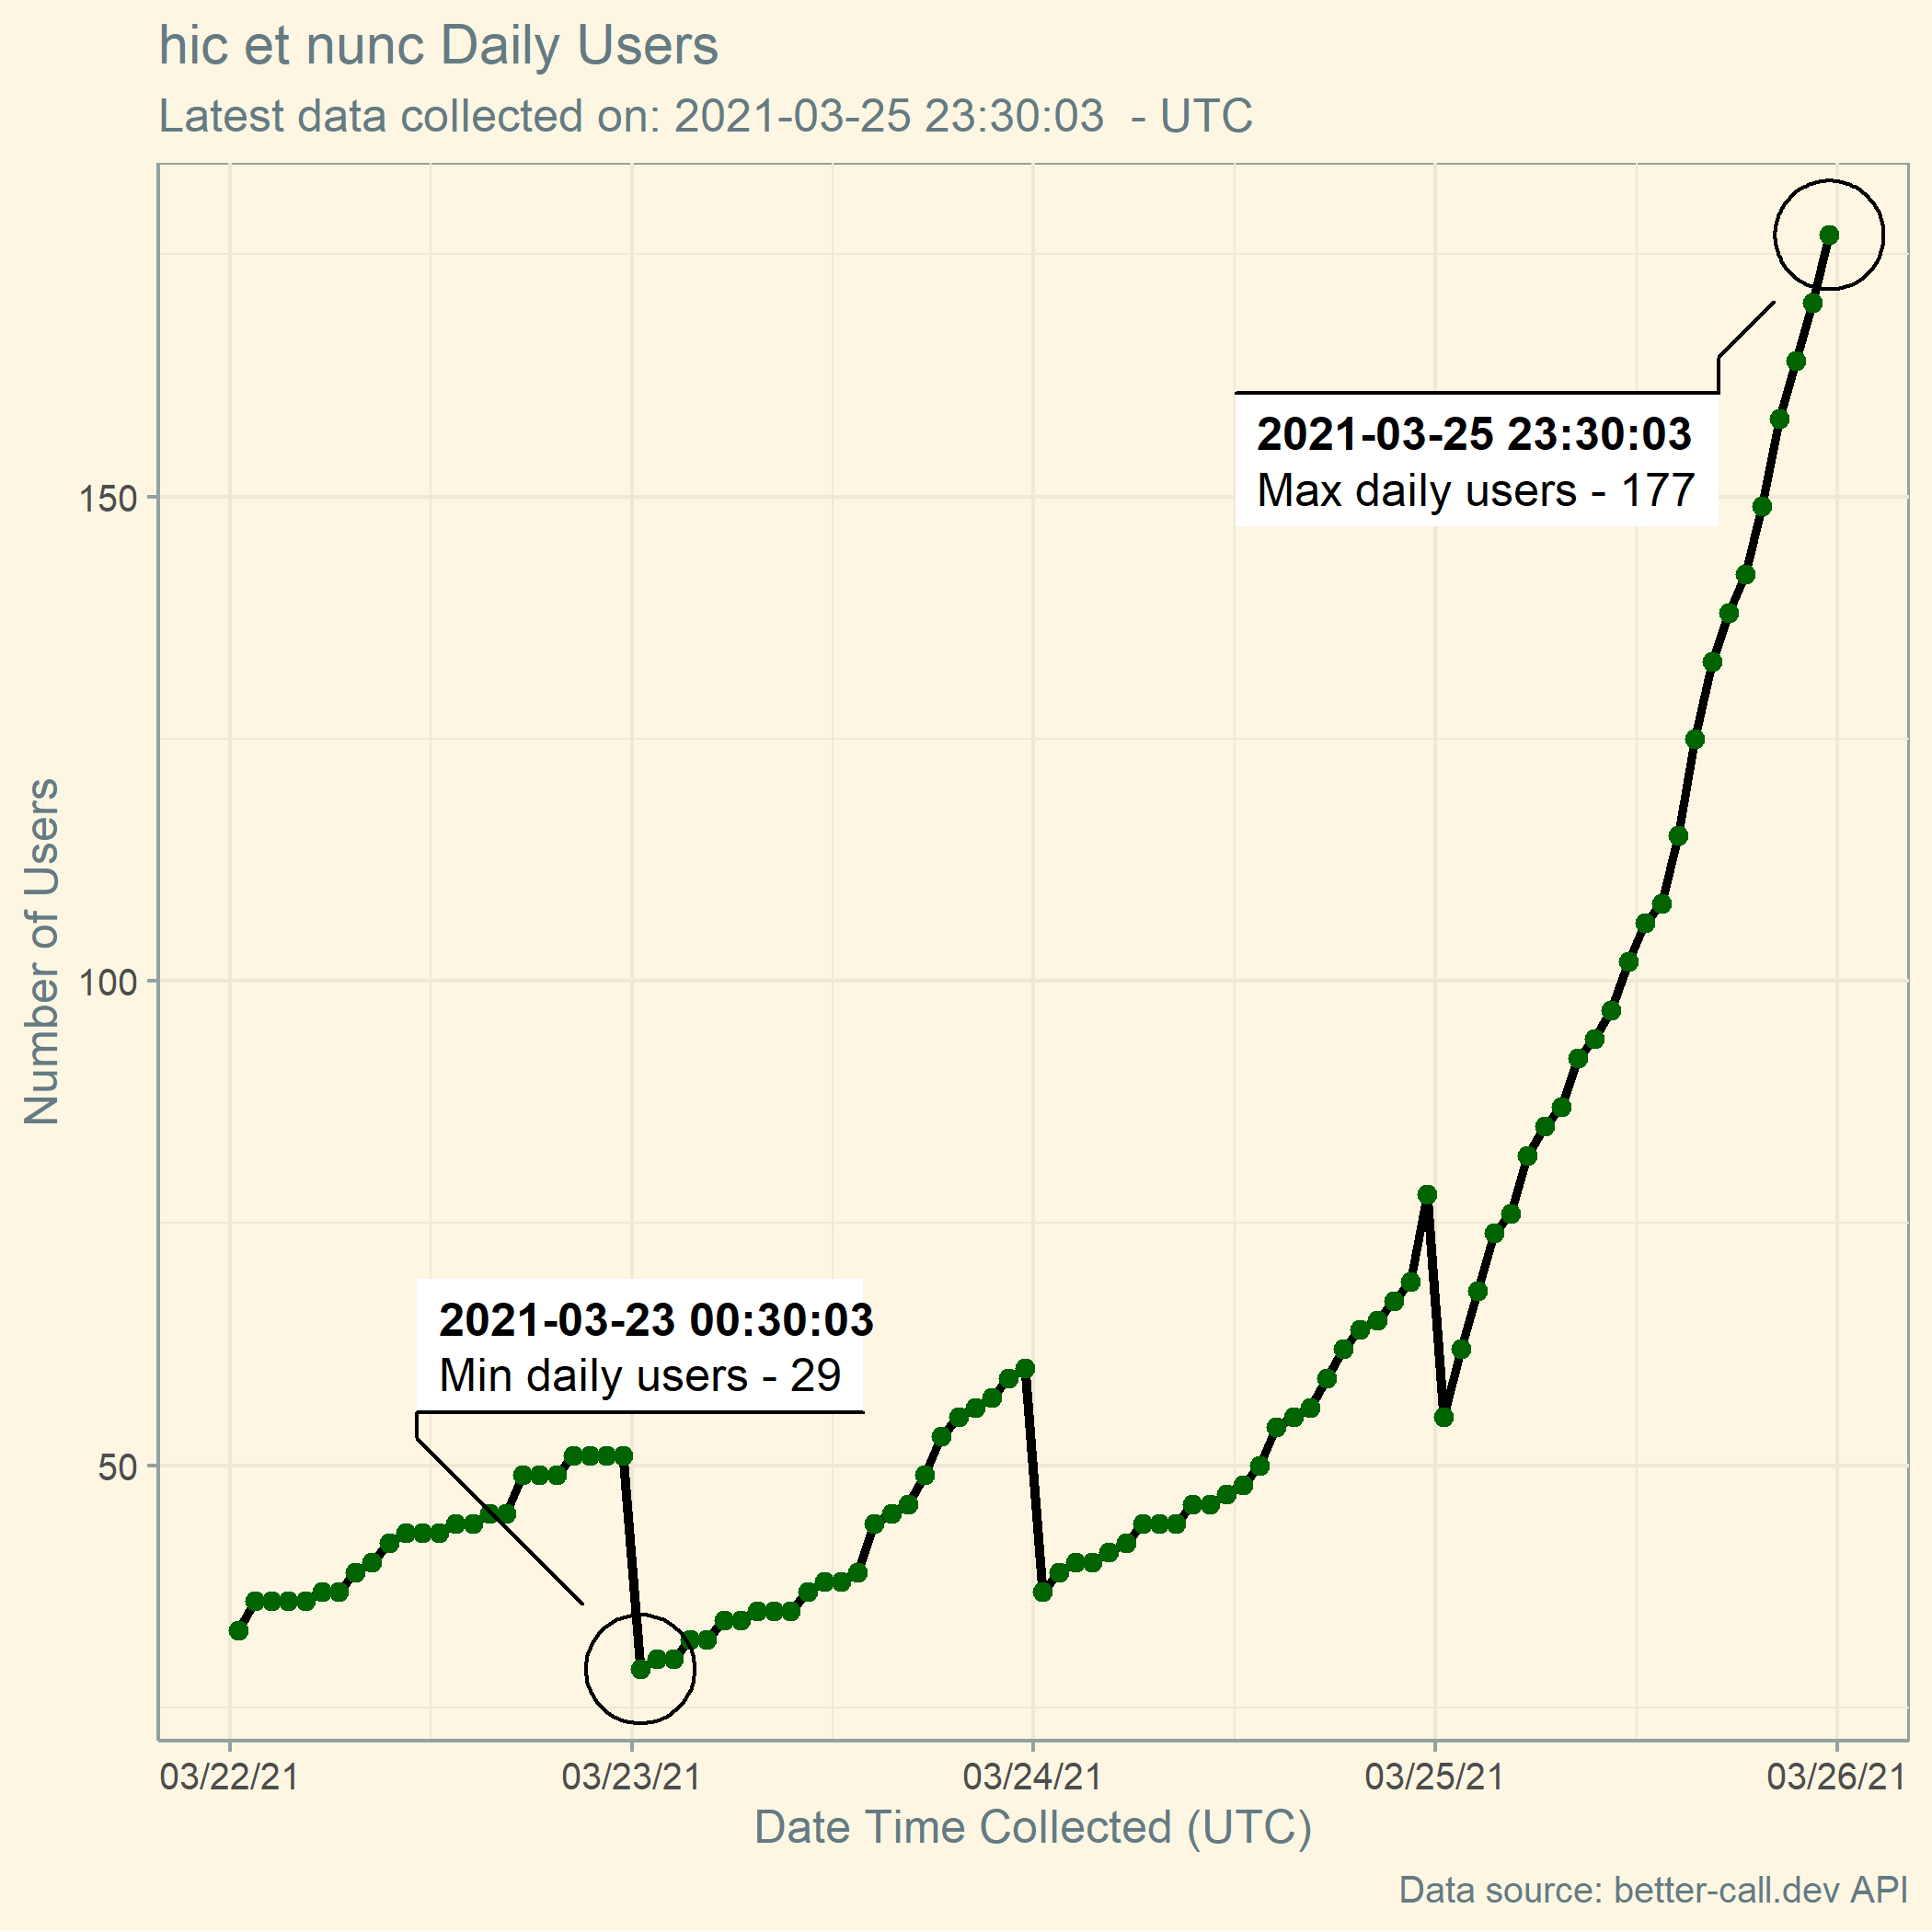 hic et nunc Daily Users
Latest data collected on: 2021-03-25 23:30:03  - UTC
2021-03-25 23:30:03
Max daily users - 177
150
100
50
Number of Users
2021-03-23 00:30:03
Min daily users - 29
03/22/21 03/23/21 03/24/21 03/25/21 03/26/21
Date Time Collected (UTC)
Data source: better-call.dev API